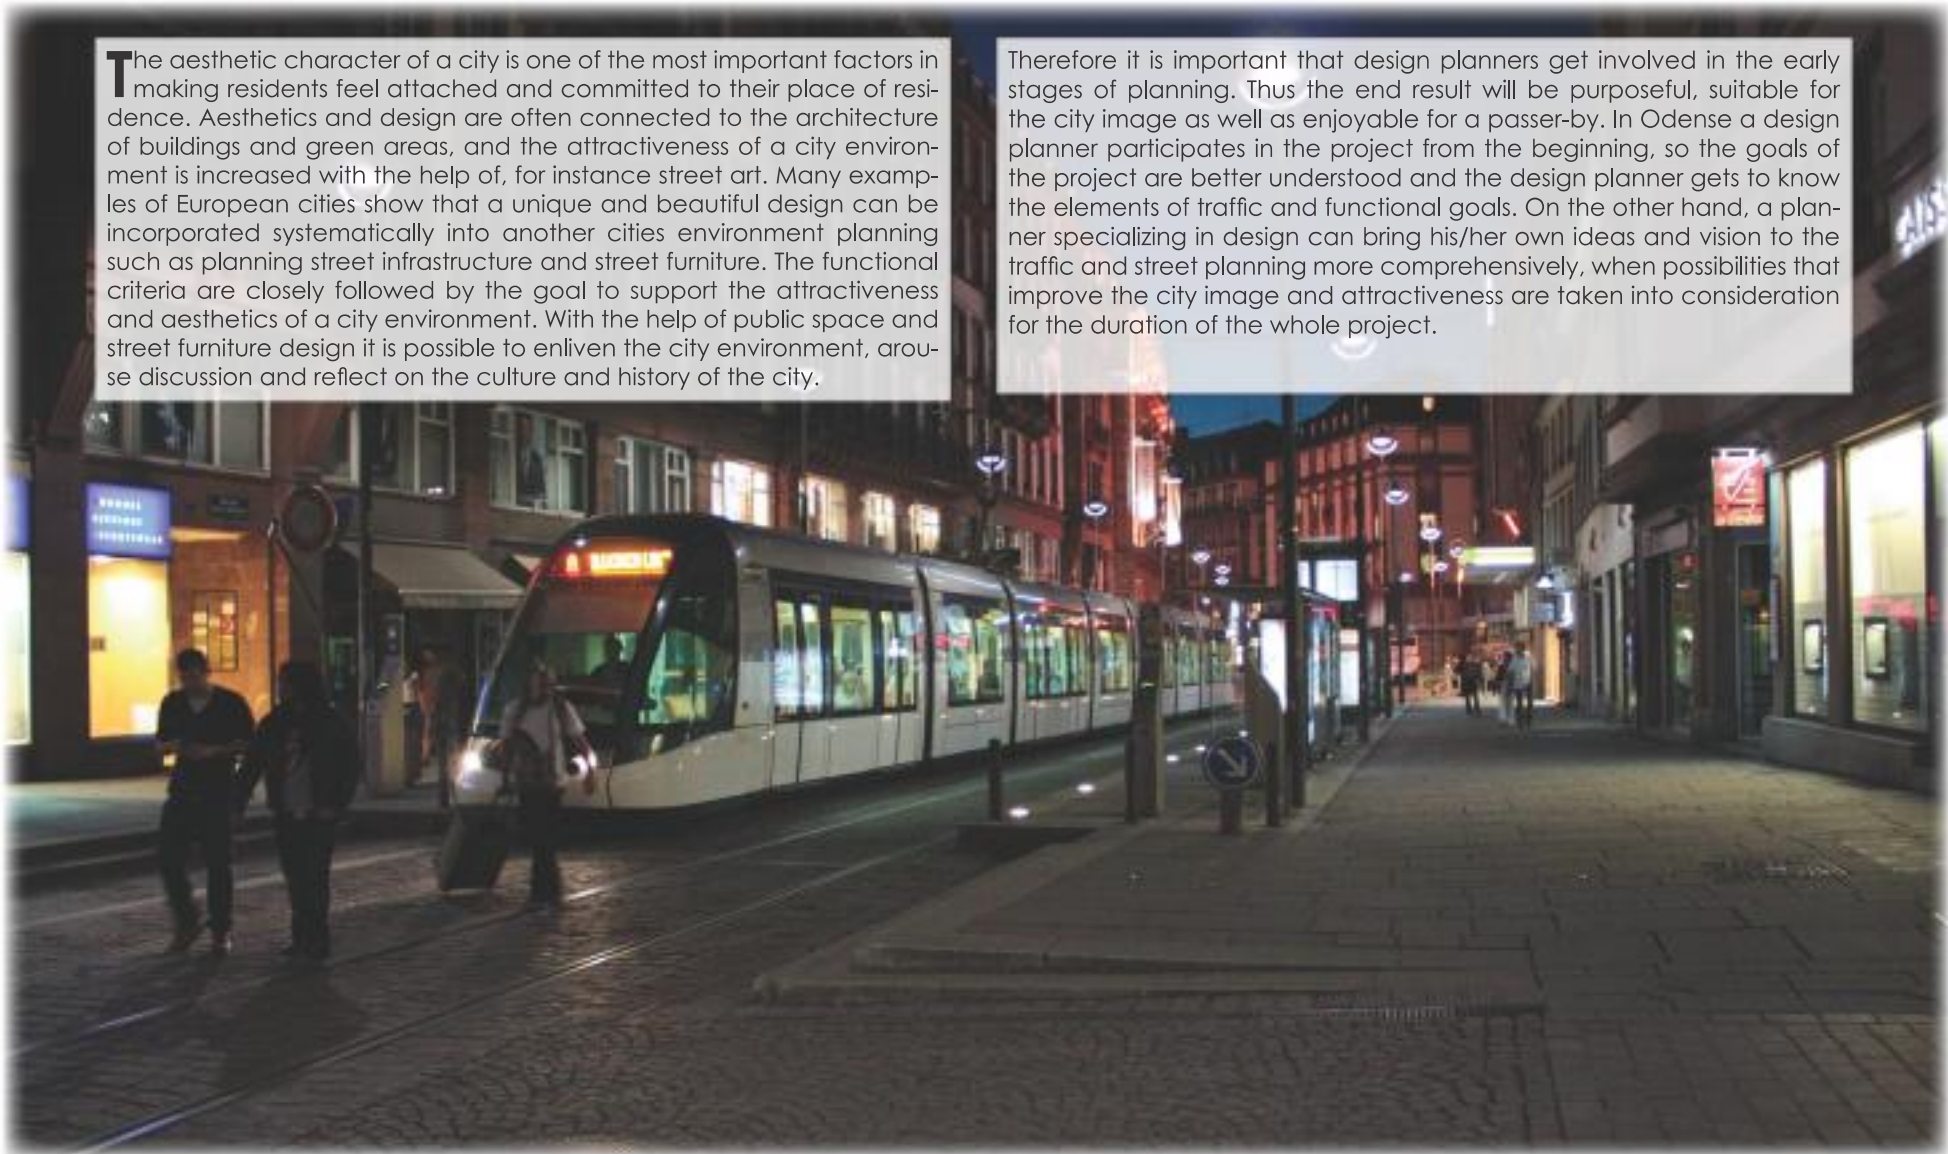 The aesthetic character of a city is one of the most important factors in
making residents feel attached and committed to their place of resi-
dence. Aesthetics and design are often connected to the architecture
of buildings and green areas, and the attractiveness of a city environ-
ment is increased with the help of, for instance street art. Many examp-
les of European cities show that a unique and beautiful design can be
incorporated systematically into another cities environment planning
such as planning street infrastructure and street furniture. The functional
criteria are closely followed by the goal to support the attractiveness
and aesthetics of a city environment. With the help of public space and
street furniture design it is possible to enliven the city environment, arou-
se discussion and reflect on the culture and history of the city.
Therefore it is important that design planners get involved in the early
stages of planning. Thus the end result will be purposeful, suitable for
the city image as well as enjoyable for a passer-by. In Odense a design
planner participates in the project from the beginning, so the goals of
the project are better understood and the design planner gets to know
the elements of traffic and functional goals. On the other hand, a plan-
ner specializing in design can bring his/her own ideas and vision to the
traffic and street planning more comprehensively, when possibilities that
improve the city image and attractiveness are taken into consideration
for the duration of the whole project.